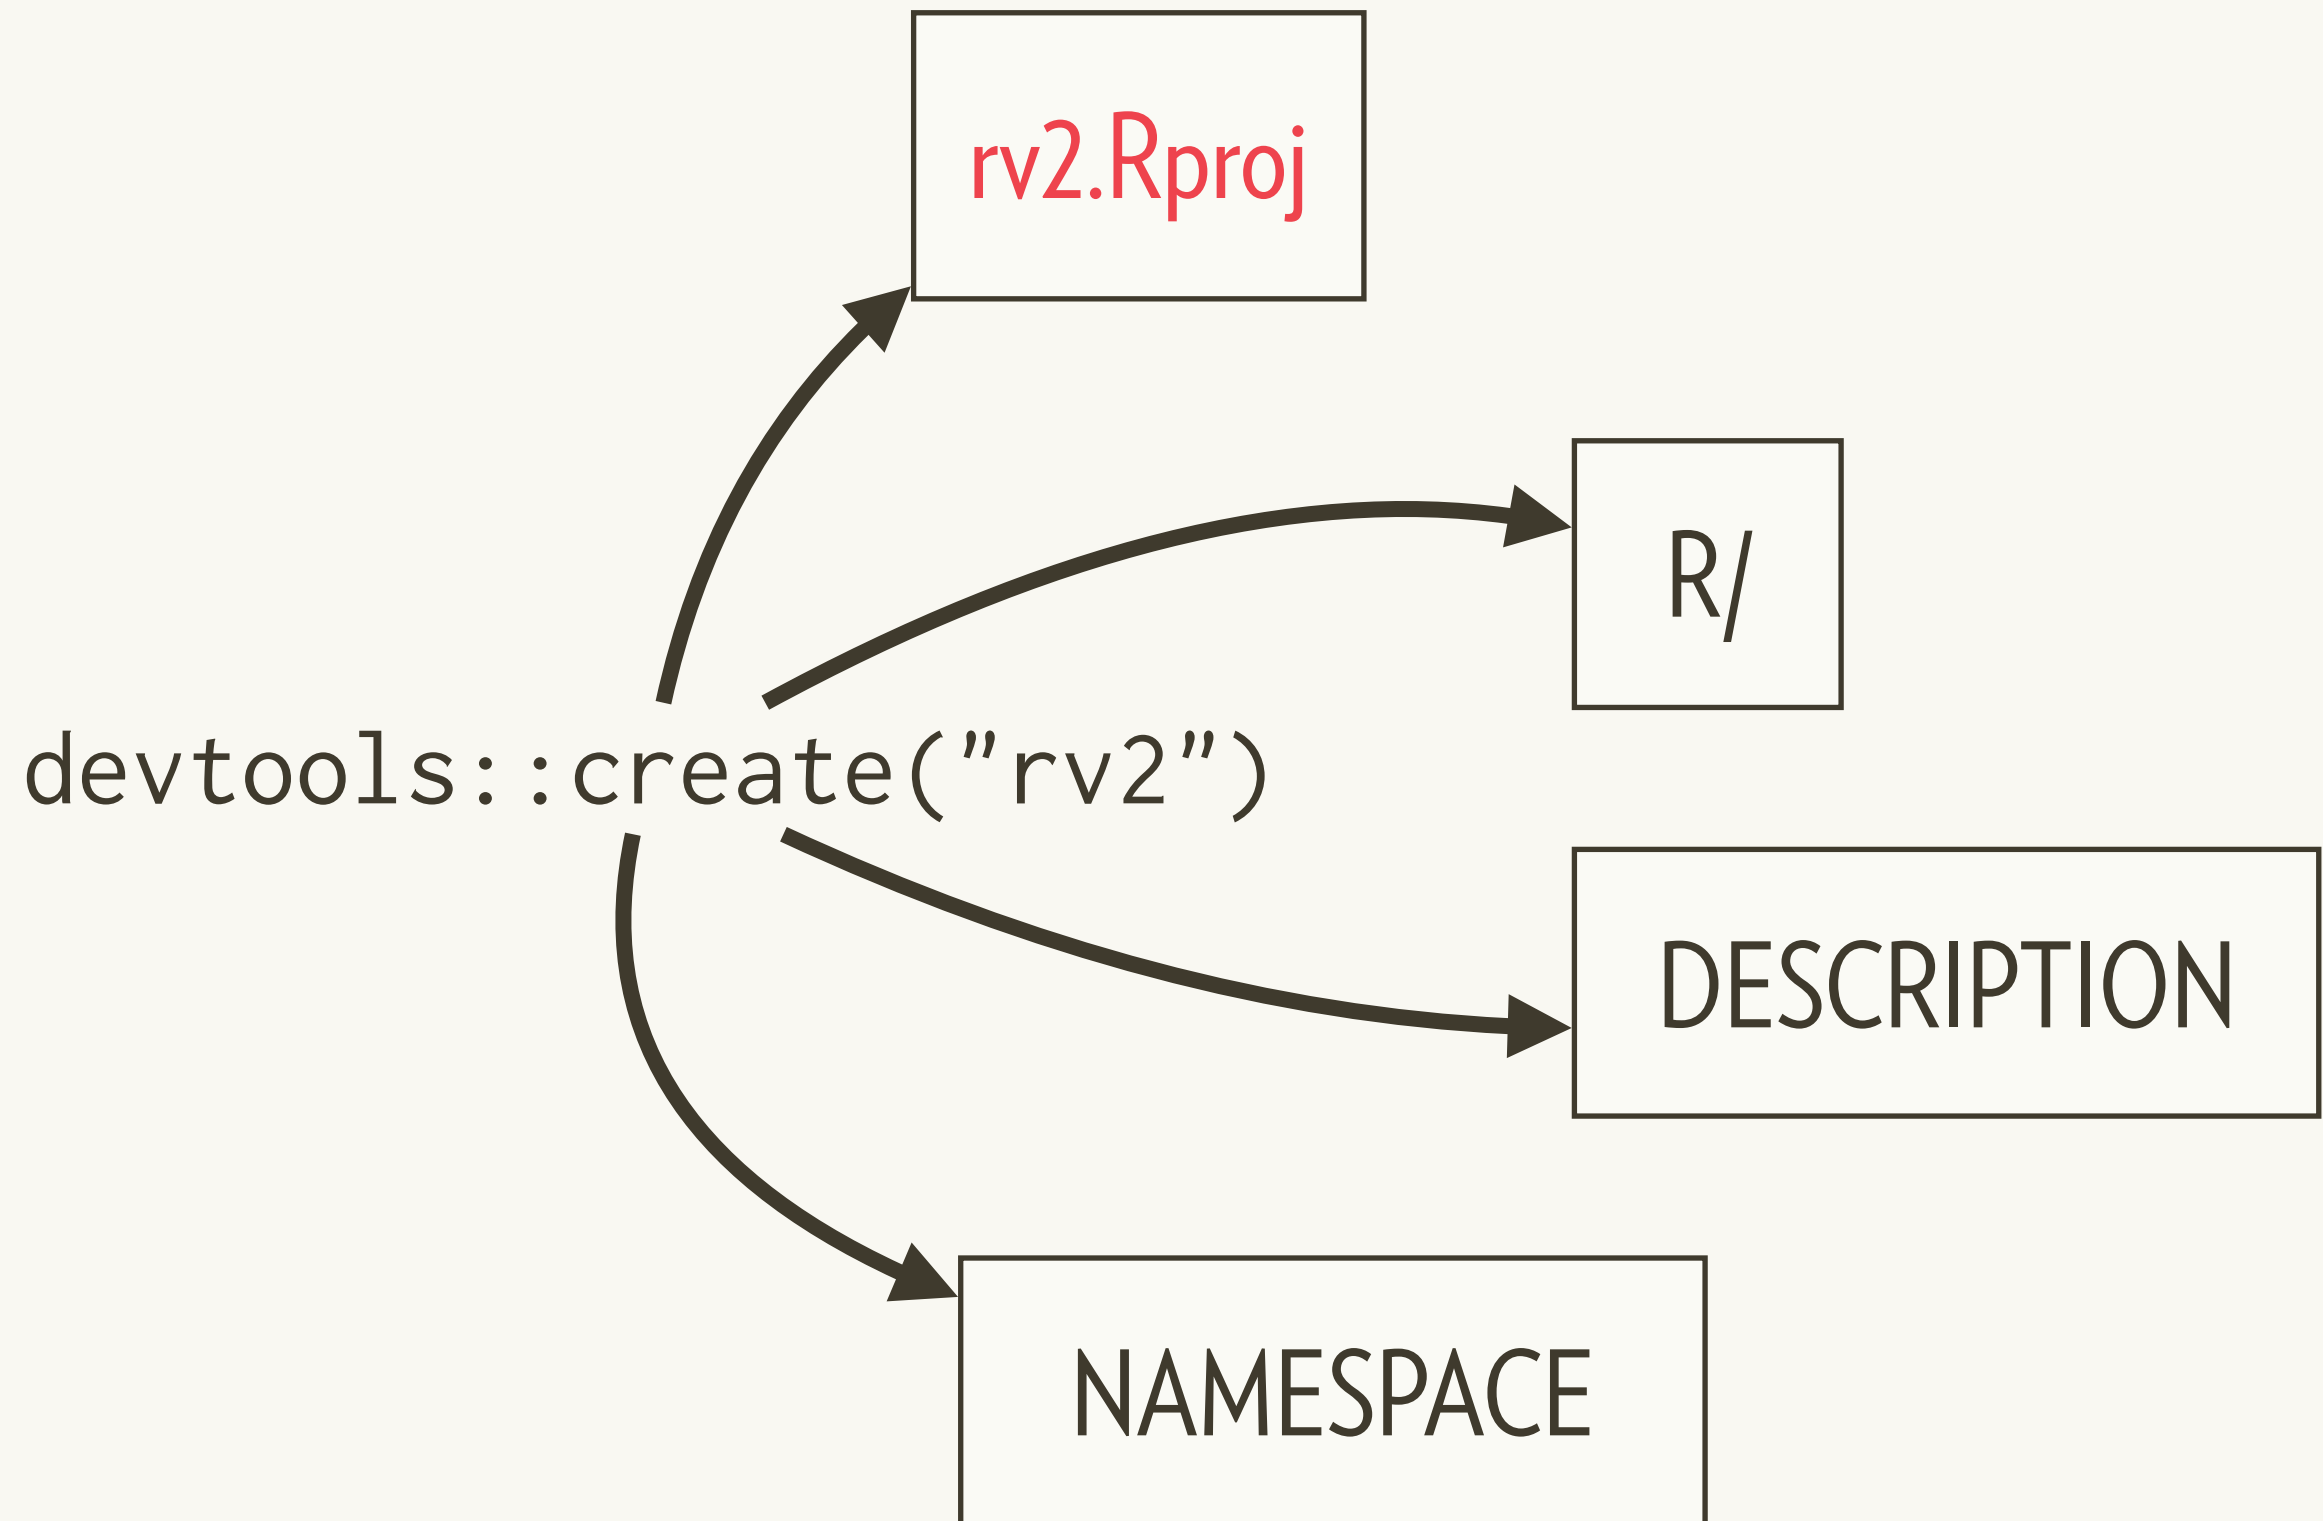 rv2.Rproj
R/
devtools::create("rv2")
DESCRIPTION
NAMESPACE